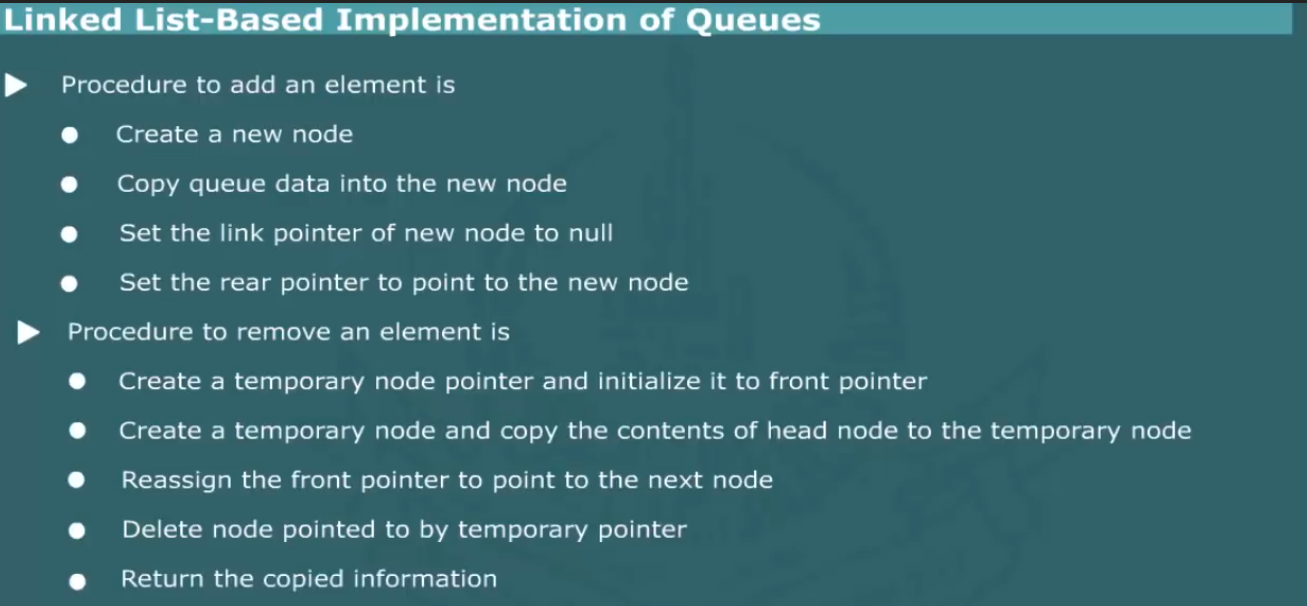 Linked List-Based Implementation of Queues
Procedure to add an element is
Create a new node
Copy queue data into the new node
Set the link pointer of new node to null
Set the rear pointer to point to the new node
Procedure to remove an element is
Create a temporary node pointer and initialize it to front pointer
Create a temporary node and copy the contents of head node to the temporary node
Reassign the front pointer to point to the next node
Delete node pointed to by temporary pointer
Return the copied information